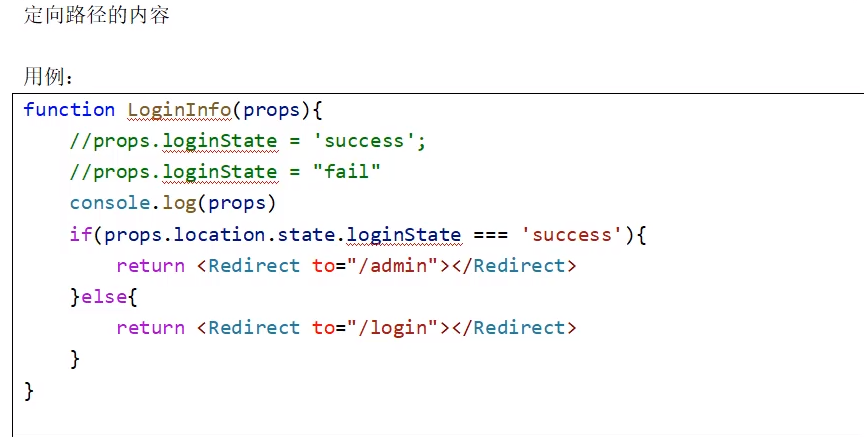 定向路径的内容
用例：
function LoginInfo(props){
    //props.loginState = 'success';
    //props.loginState = "fail"
    console.log(props)
    if(props.location.state.loginState === 'success'){
        return <Redirect to="/admin"></Redirect>
    }else{
        return <Redirect to="/login"></Redirect>
    }
}